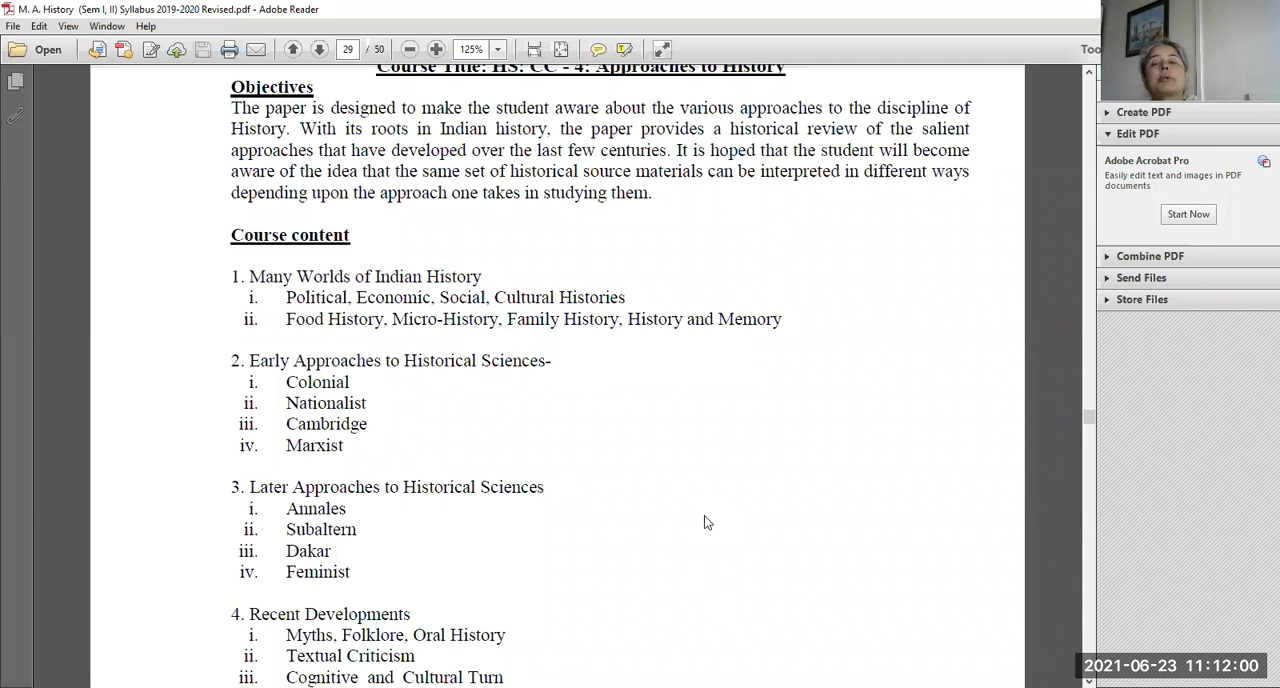 M. A. History (Sem I, II) Syllabus 2019-2020 Revised.pdf - Adobe Reader
File Edit View Window Help
Open 29 / 50 125% Too
Course Title: HS: CC - 4: Approaches to History
Objectives
The paper is designed to make the student aware about the various approaches to the discipline of
History. With its roots in Indian history, the paper provides a historical review of the salient
approaches that have developed over the last few centuries. It is hoped that the student will become
aware of the idea that the same set of historical source materials can be interpreted in different ways
depending upon the approach one takes in studying them.
Course content
1. Many Worlds of Indian History
i. Political, Economic, Social, Cultural Histories
ii. Food History, Micro-History, Family History, History and Memory
2. Early Approaches to Historical Sciences-
i. Colonial
ii. Nationalist
iii. Cambridge
iv. Marxist
3. Later Approaches to Historical Sciences
i. Annales
ii. Subaltern
iii. Dakar
iv. Feminist
4. Recent Developments
i. Myths, Folklore, Oral History
ii. Textual Criticism
iii. Cognitive and Cultural Turn
Create PDF
Edit PDF
Adobe Acrobat Pro
Easily edit text and images in PDF
documents
Start Now
Combine PDF
Send Files
Store Files
2021-06-23 11:12:00